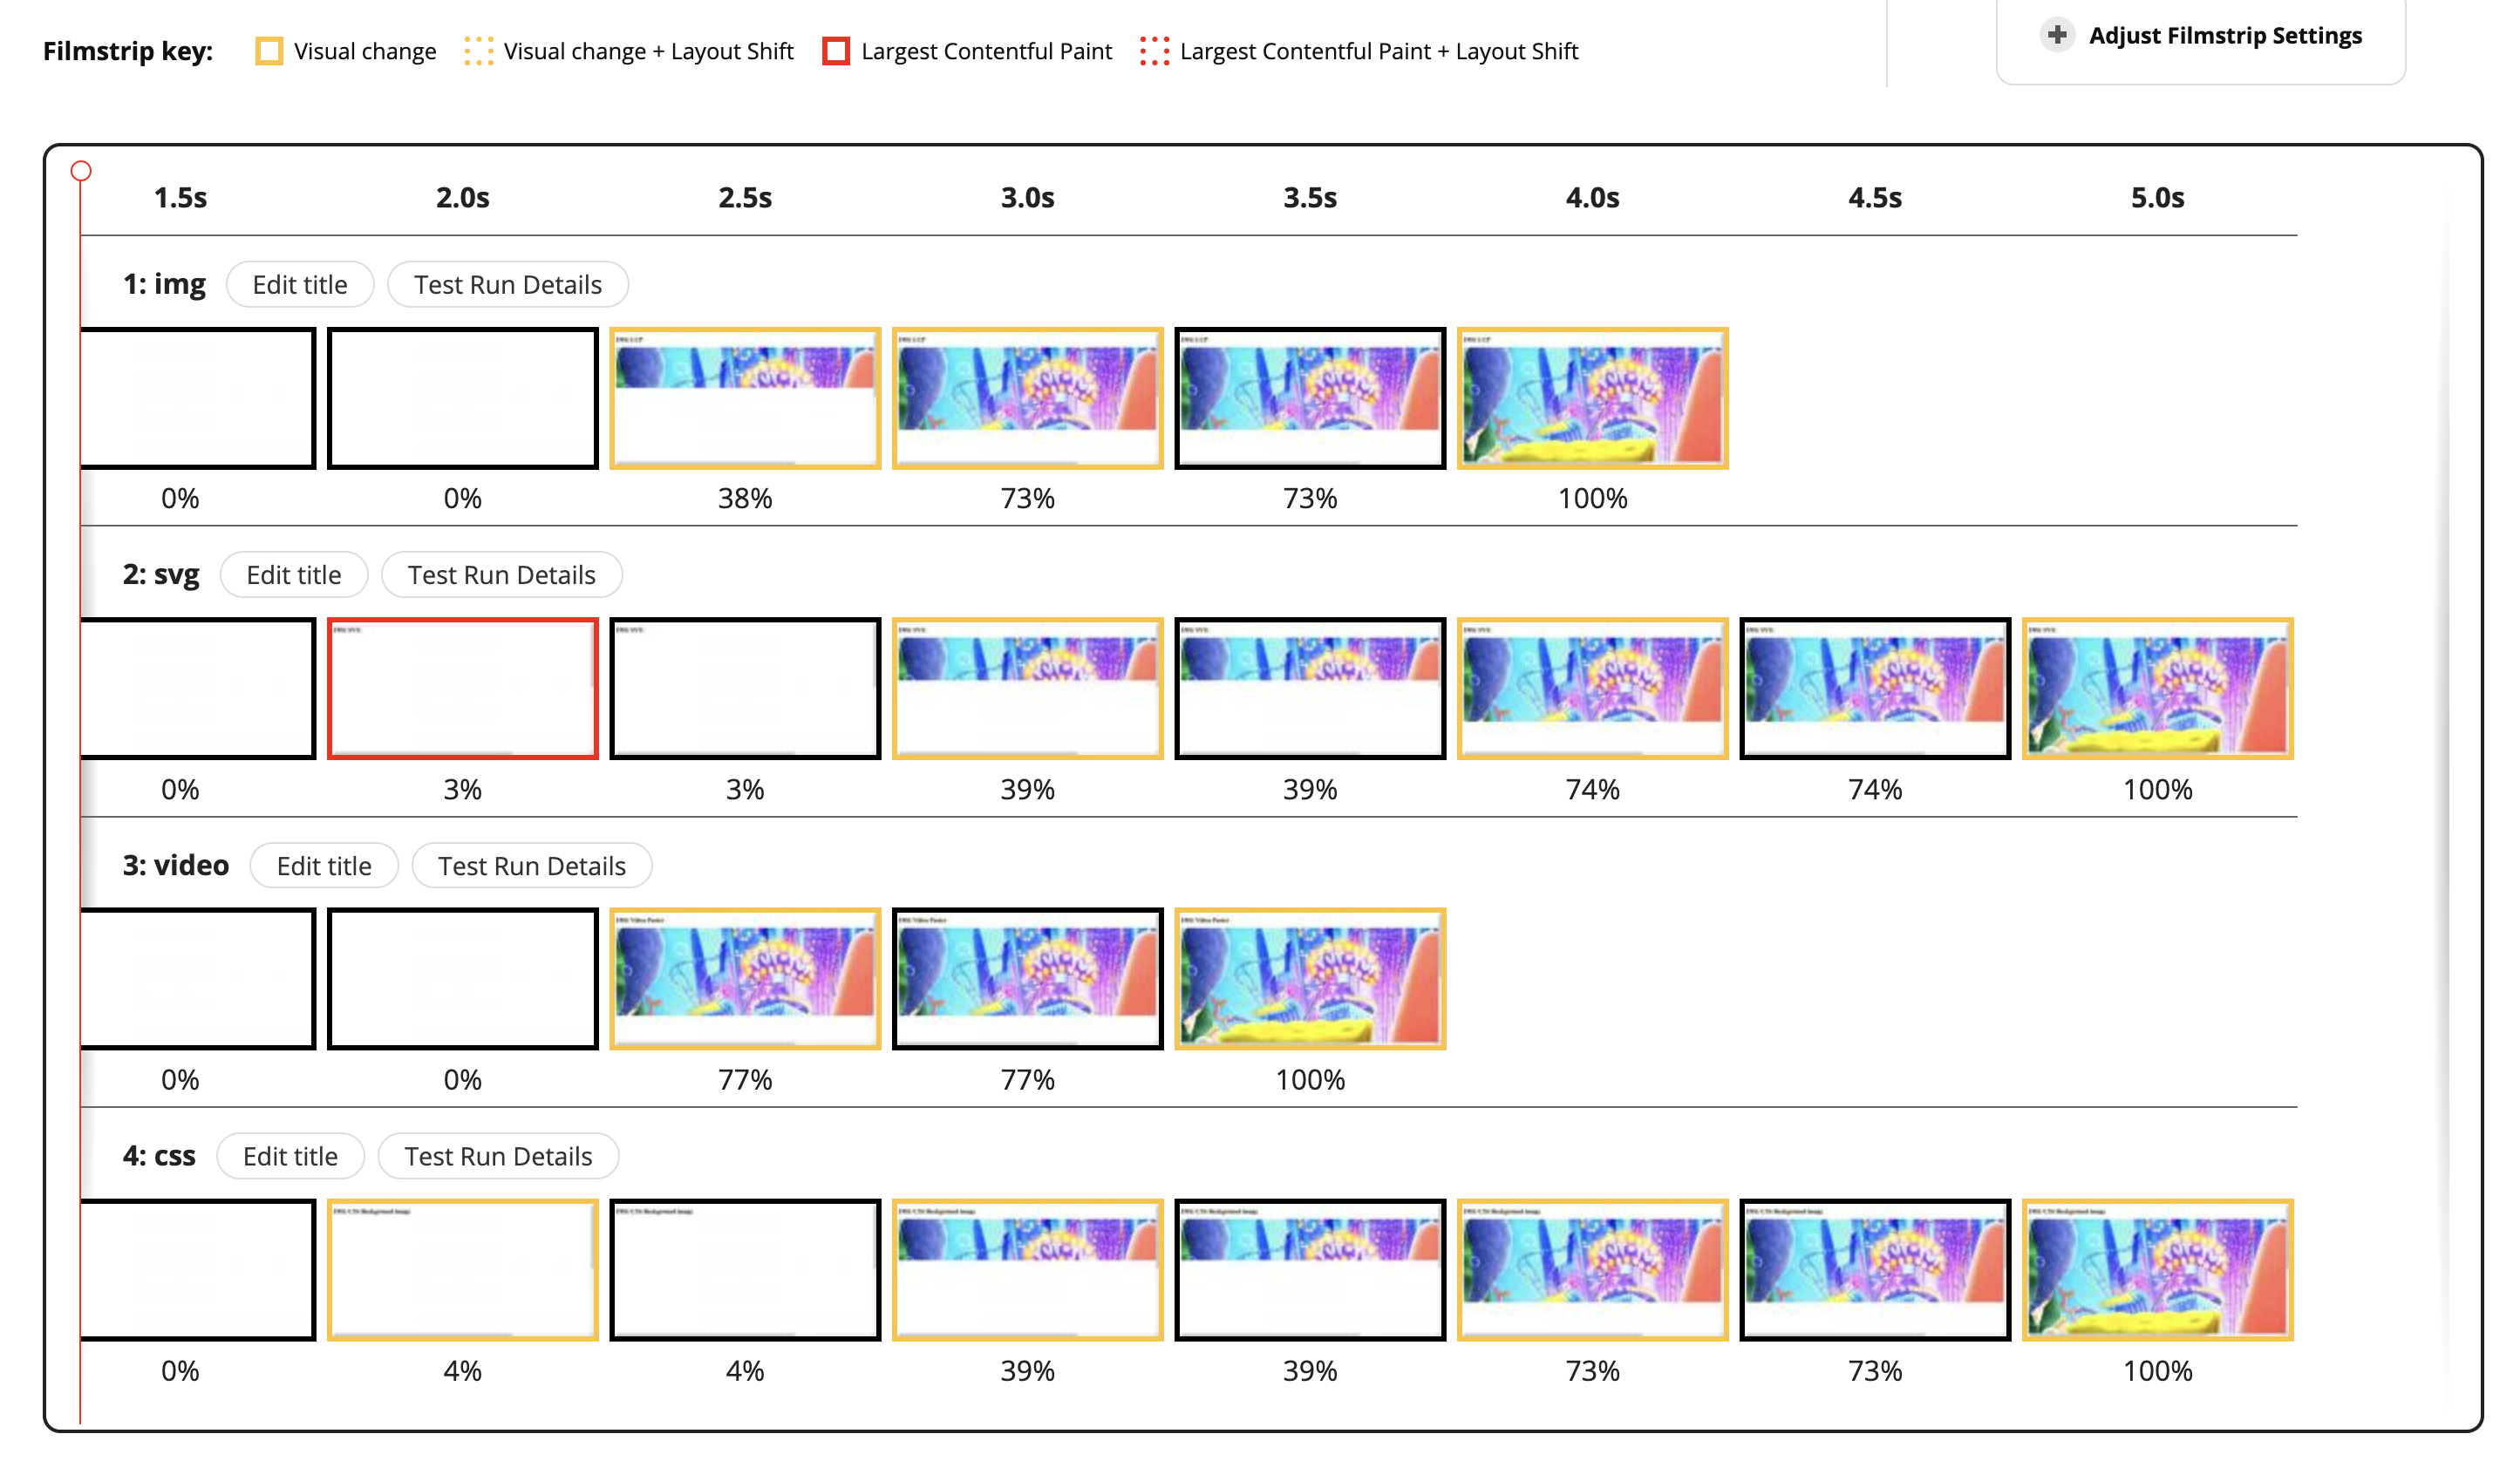 Filmstrip key: Visual change Visual change + Layout Shift Largest Contentful Paint Largest Contentful Paint + Layout Shift
Adjust Filmstrip Settings
1.5s 2.0s 2.5s 3.0s 3.5s 4.0s 4.5s 5.0s
1: img Edit title Test Run Details
0% 0% 38% 73% 73% 100%
2: svg Edit title Test Run Details
0% 3% 3% 39% 39% 74% 74% 100%
3: video Edit title Test Run Details
0% 0% 77% 77% 100%
4: css Edit title Test Run Details
0% 4% 4% 39% 39% 73% 73% 100%